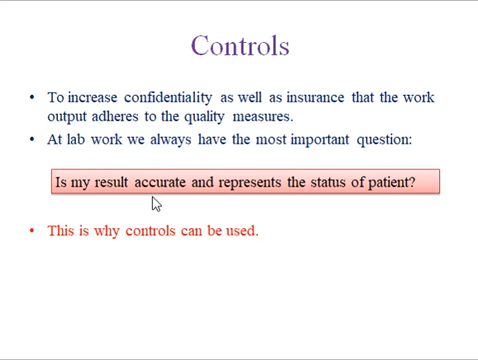 Controls
• To increase confidentiality as well as insurance that the work
output adheres to the quality measures.
• At lab work we always have the most important question:
Is my result accurate and represents the status of patient?
• This is why controls can be used.